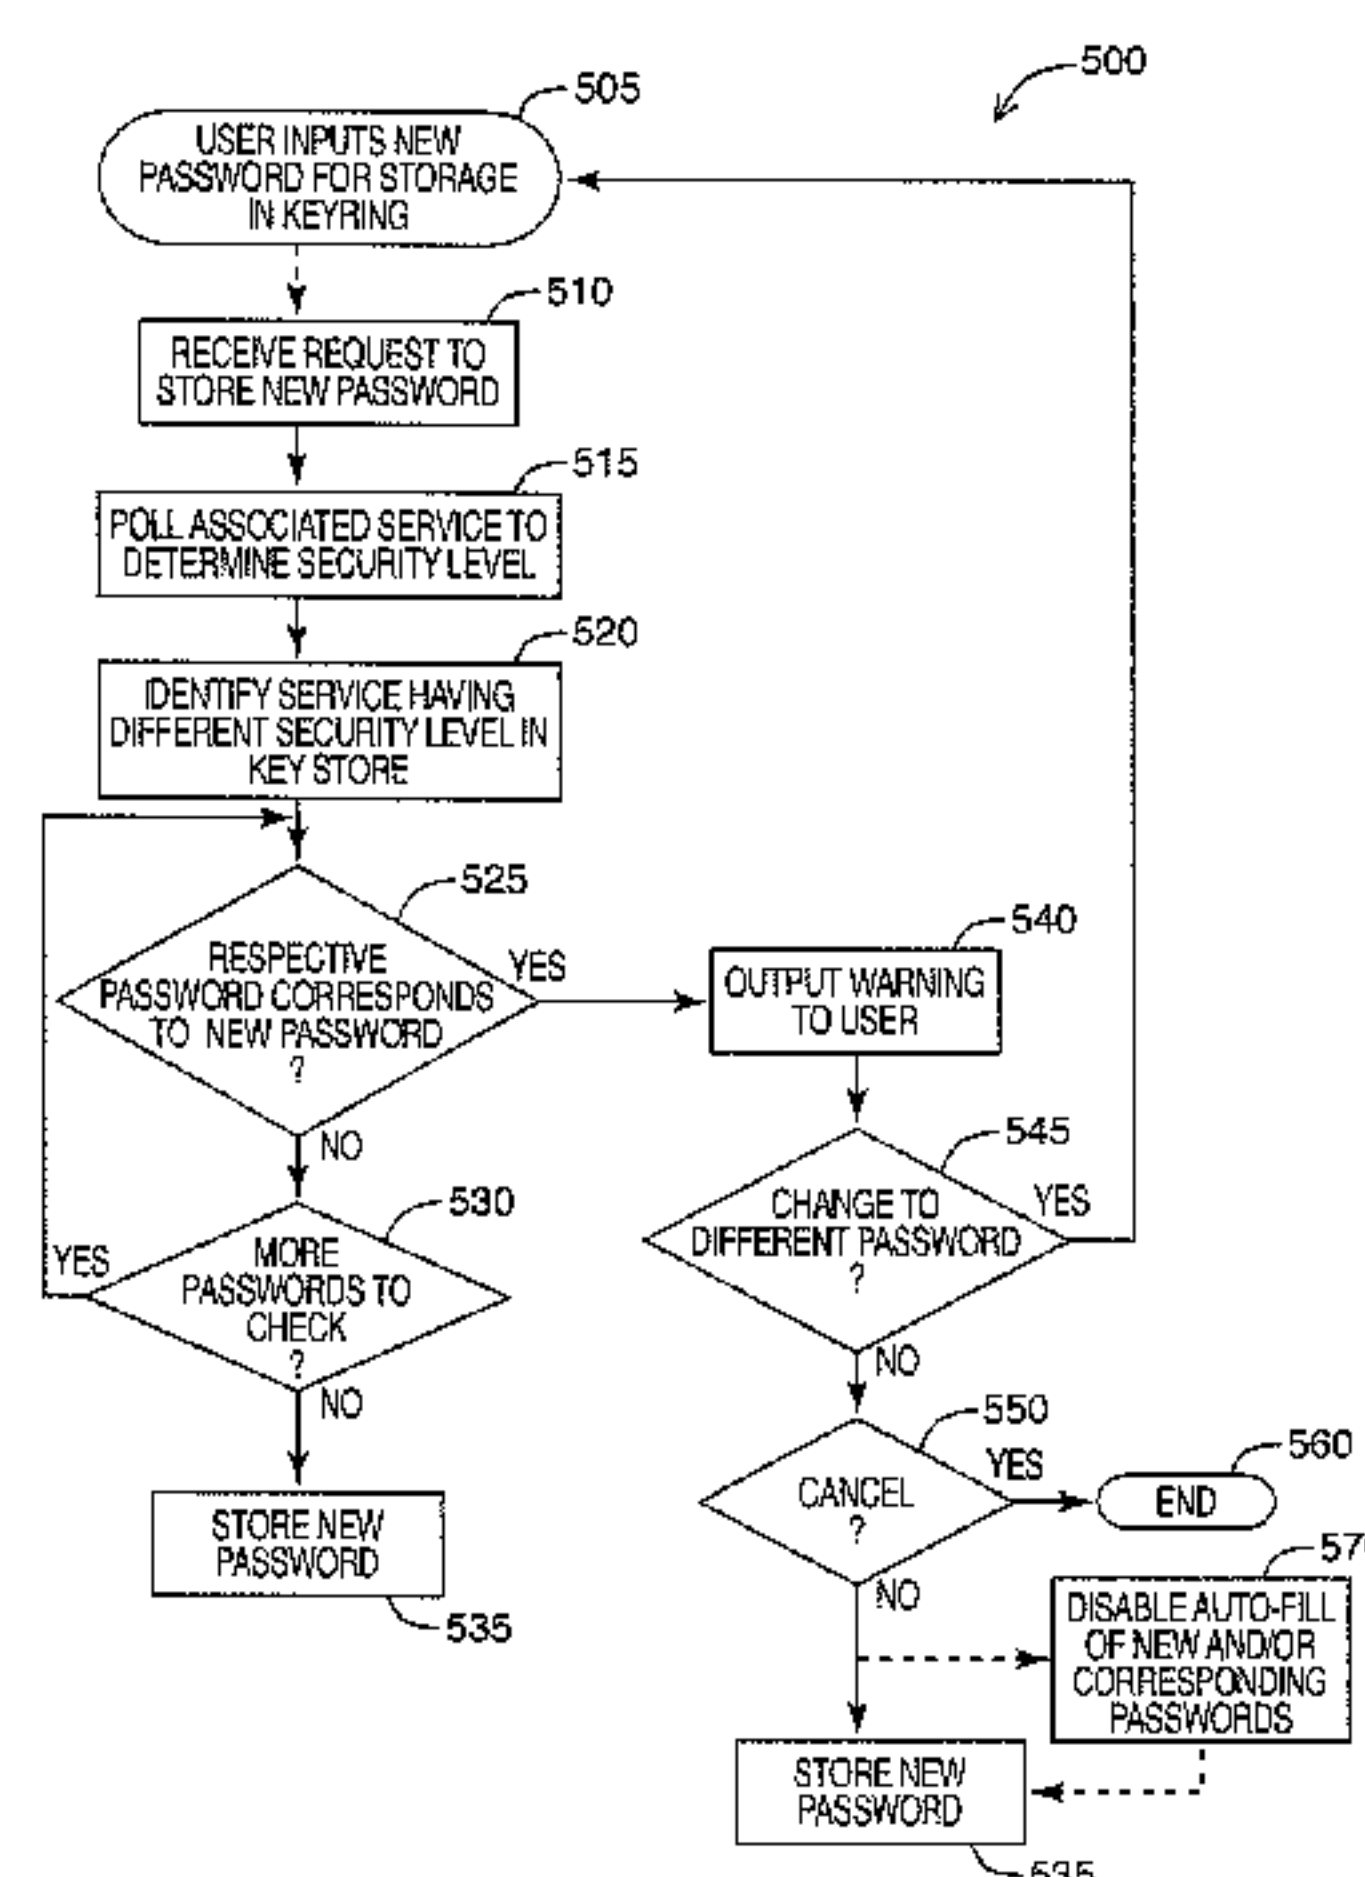 500
505
USER INPUTS NEW
PASSWORD FOR STORAGE
IN KEYRING
510
RECEIVE REQUEST TO
STORE NEW PASSWORD
515
POLL ASSOCIATED SERVICE TO
DETERMINE SECURITY LEVEL
520
IDENTIFY SERVICE HAVING
DIFFERENT SECURITY LEVEL IN
KEY STORE
525
RESPECTIVE
PASSWORD CORRESPONDS
TO NEW PASSWORD
?
YES
NO
530
MORE
PASSWORDS TO
CHECK
?
YES
NO
STORE NEW
PASSWORD
535
540
OUTPUT WARNING
TO USER
545
CHANGE TO
DIFFERENT PASSWORD
?
YES
NO
550
CANCEL
?
YES
NO
560
END
570
DISABLE AUTO-FILL
OF NEW AND/OR
CORRESPONDING
PASSWORDS
STORE NEW
PASSWORD
535